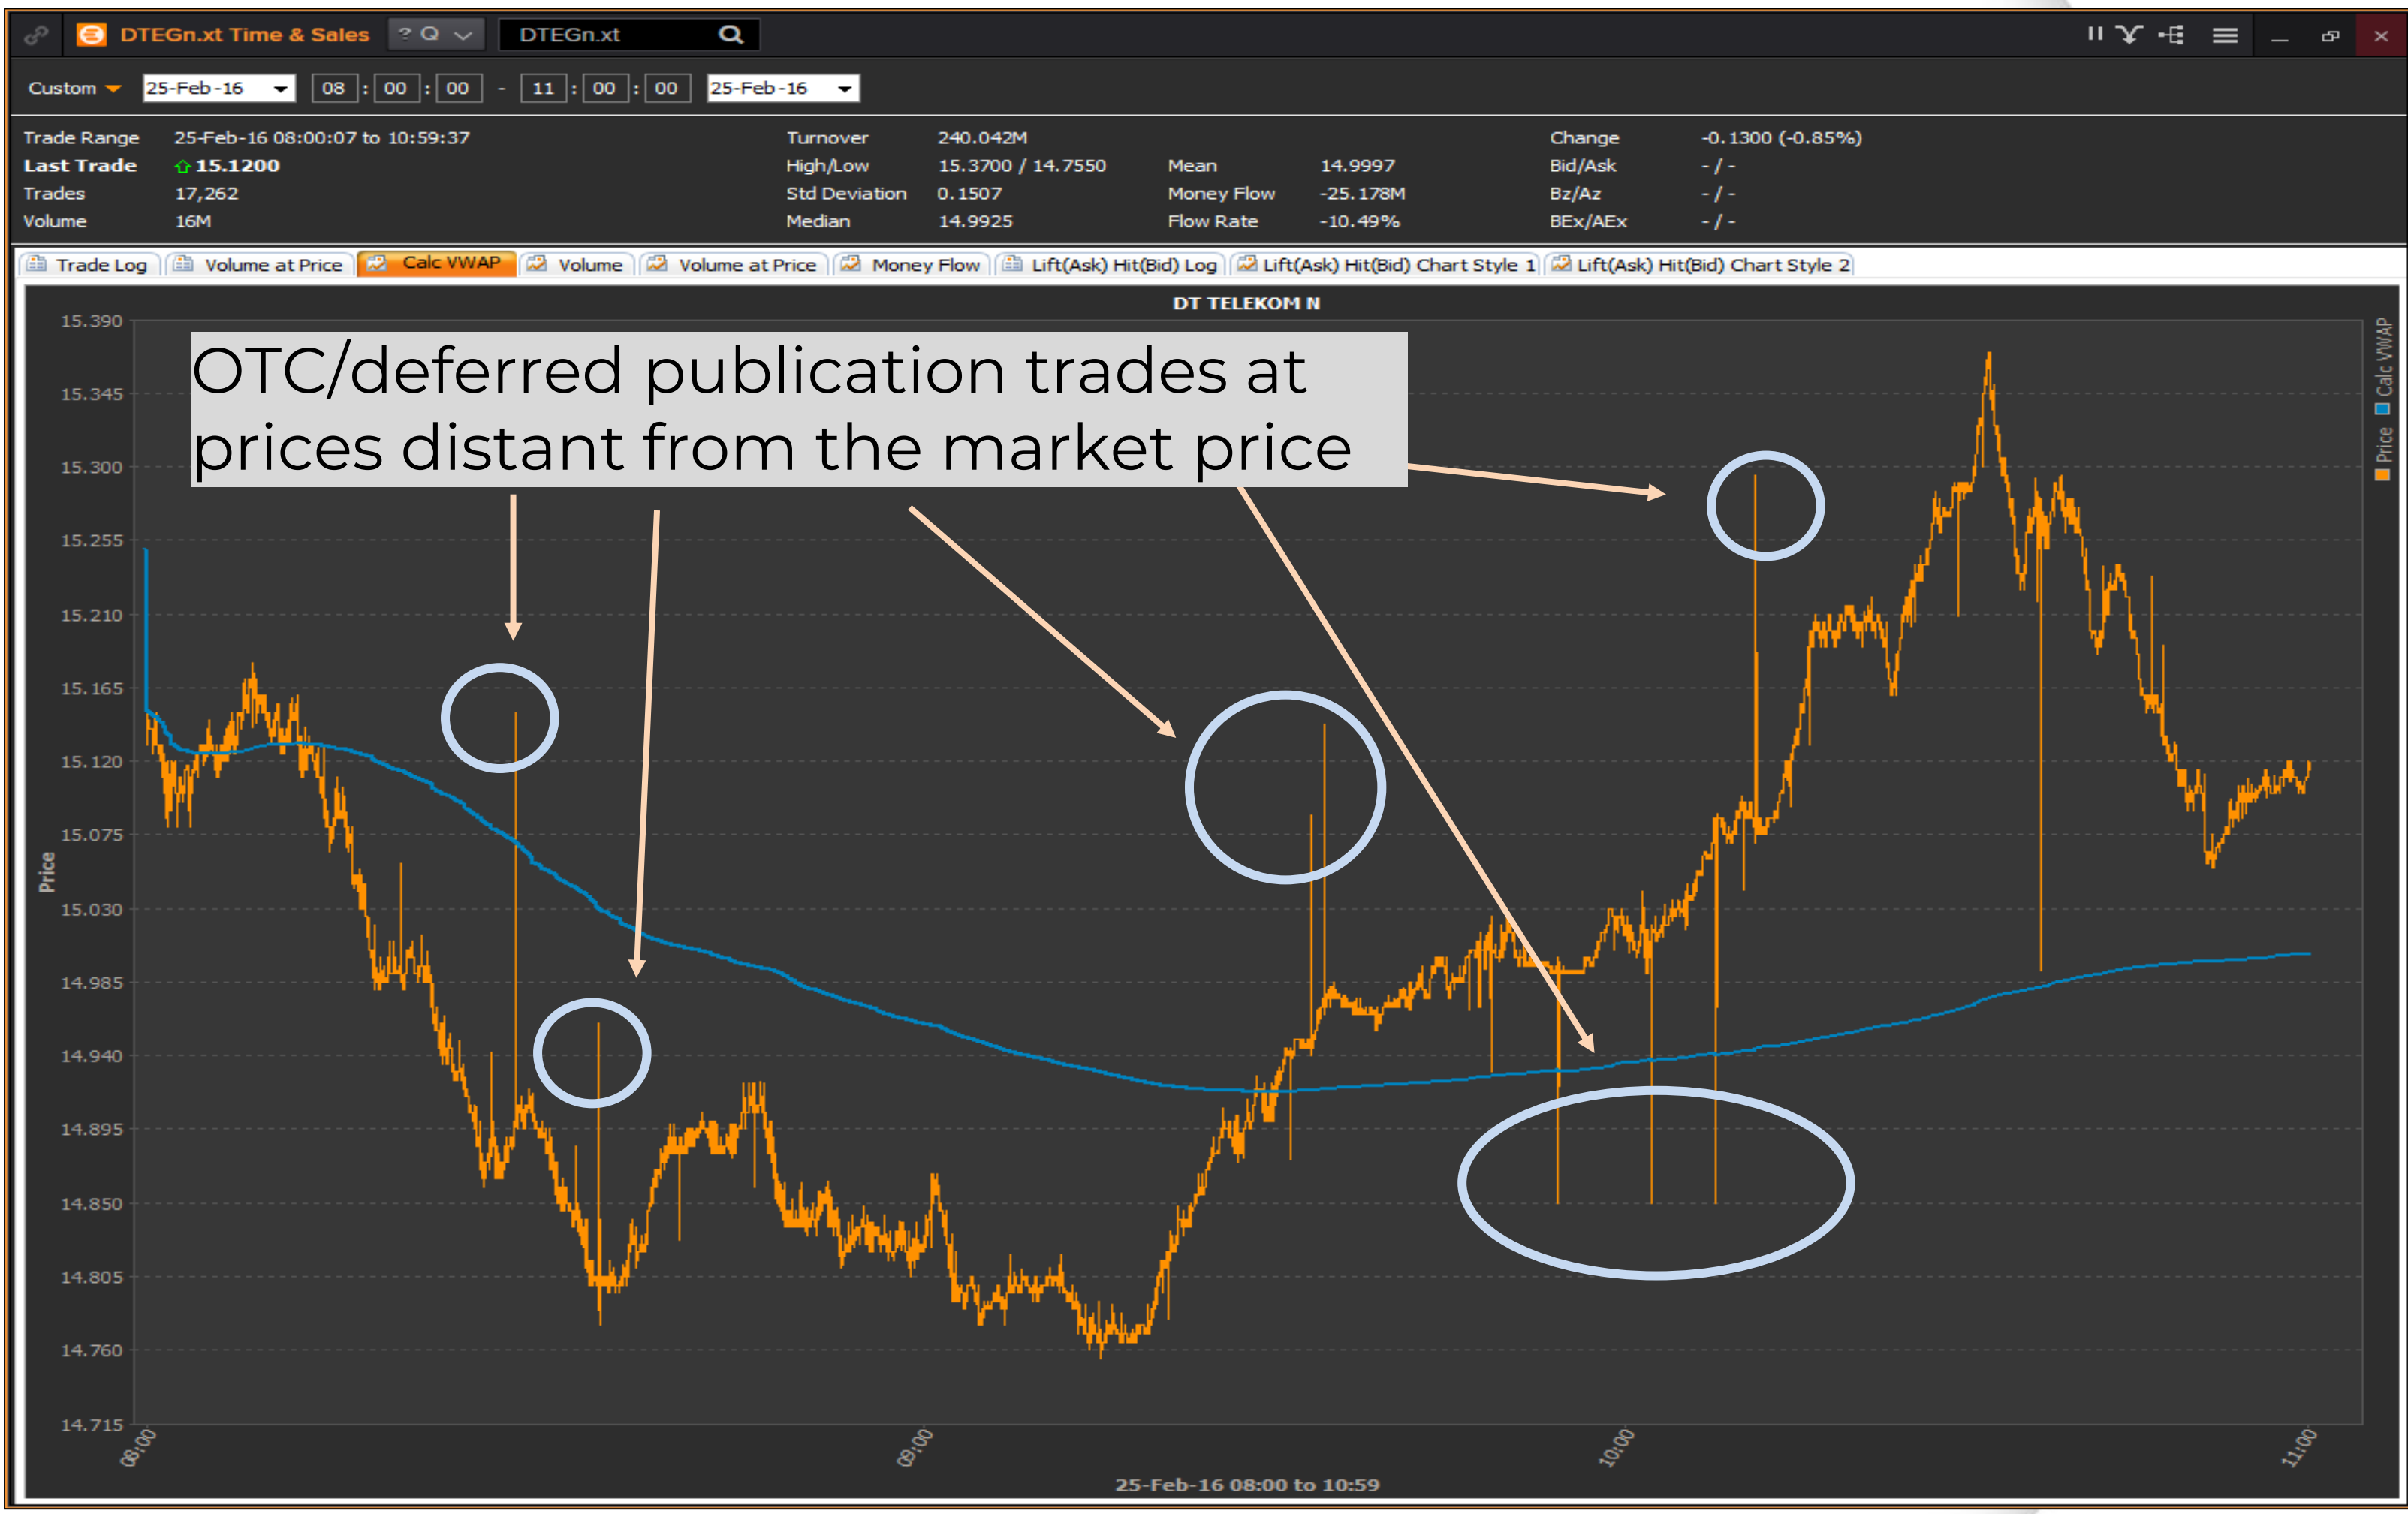 DTEGn.xt Time & Sales ? Q DTEGn.xt
Custom 25-Feb-16 08 : 00 : 00 - 11 : 00 : 00 25-Feb-16
Trade Range 25-Feb-16 08:00:07 to 10:59:37 Turnover 240.042M Change -0.1300 (-0.85%)
Last Trade 15.1200 High/Low 15.3700 / 14.7550 Mean 14.9997 Bid/Ask - / -
Trades 17,262 Std Deviation 0.1507 Money Flow -25.178M Bz/Az - / -
Volume 16M Median 14.9925 Flow Rate -10.49% BEx/AEx - / -
Trade Log Volume at Price Calc VWAP Volume Volume at Price Money Flow Lift(Ask) Hit(Bid) Log Lift(Ask) Hit(Bid) Chart Style 1 Lift(Ask) Hit(Bid) Chart Style 2
DT TELEKOM N
OTC/deferred publication trades at
prices distant from the market price
15.390
15.345
15.300
15.255
15.210
15.165
15.120
15.075
15.030
14.985
14.940
14.895
14.850
14.805
14.760
14.715
Price
Price Calc VWAP
08:00 09:00 10:00 11:00
25-Feb-16 08:00 to 10:59